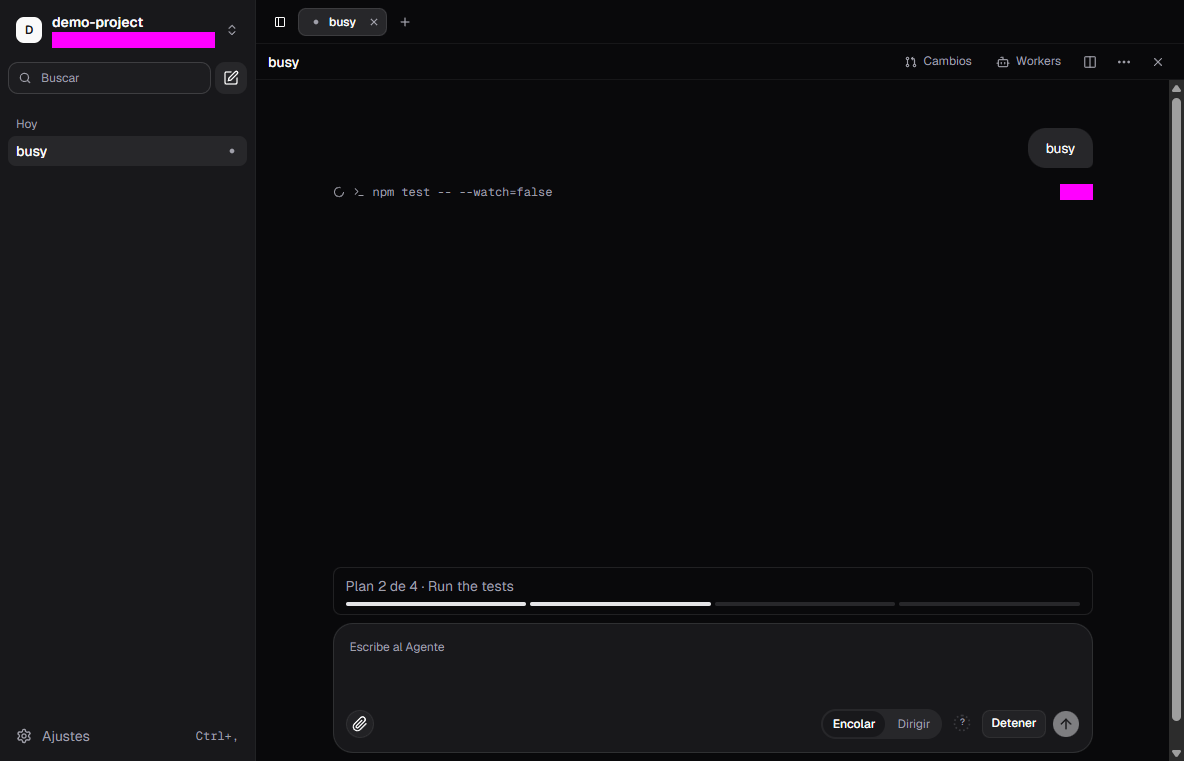 D
demo-project
Buscar
Hoy
busy
Ajustes
Ctrl+,
busy
busy
Cambios
Workers
busy
>_ npm test -- --watch=false
Plan 2 de 4 · Run the tests
Escribe al Agente
Encolar
Dirigir
?
Detener